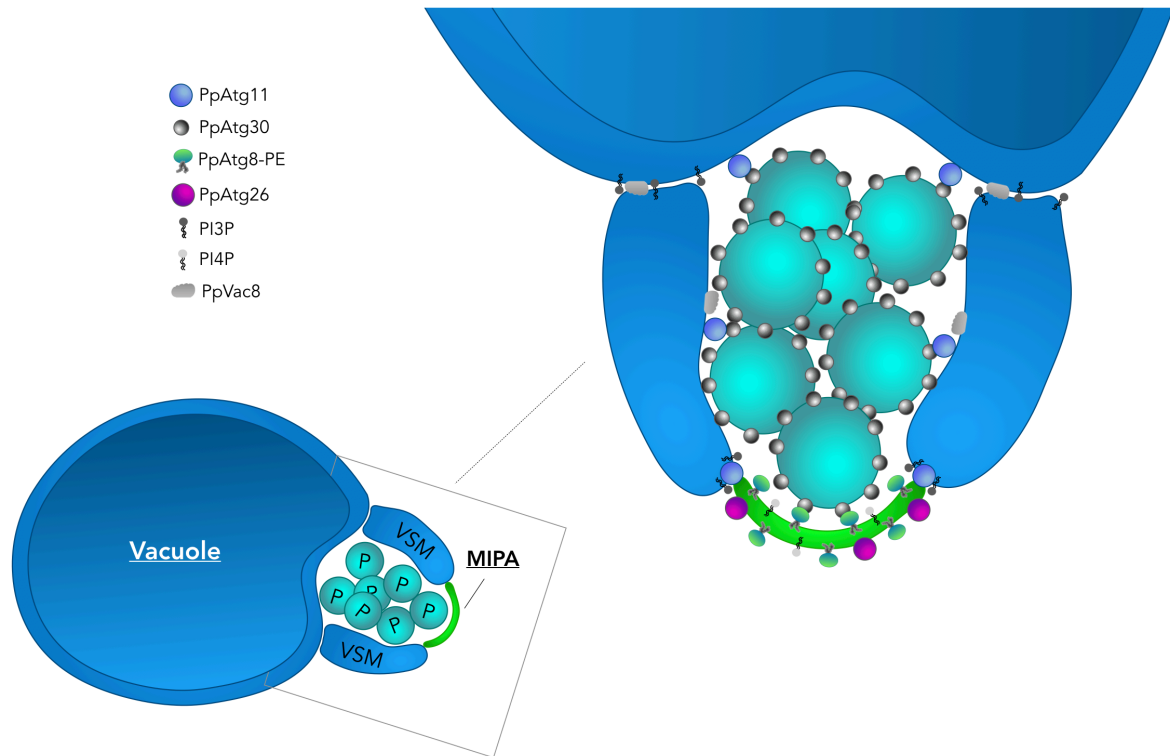 PpAtg11
PpAtg30
PpAtg8-PE
PpAtg26
PI3P
PI4P
PpVac8
Vacuole
VSM
MIPA
P
P
P
P
P
P
P
VSM